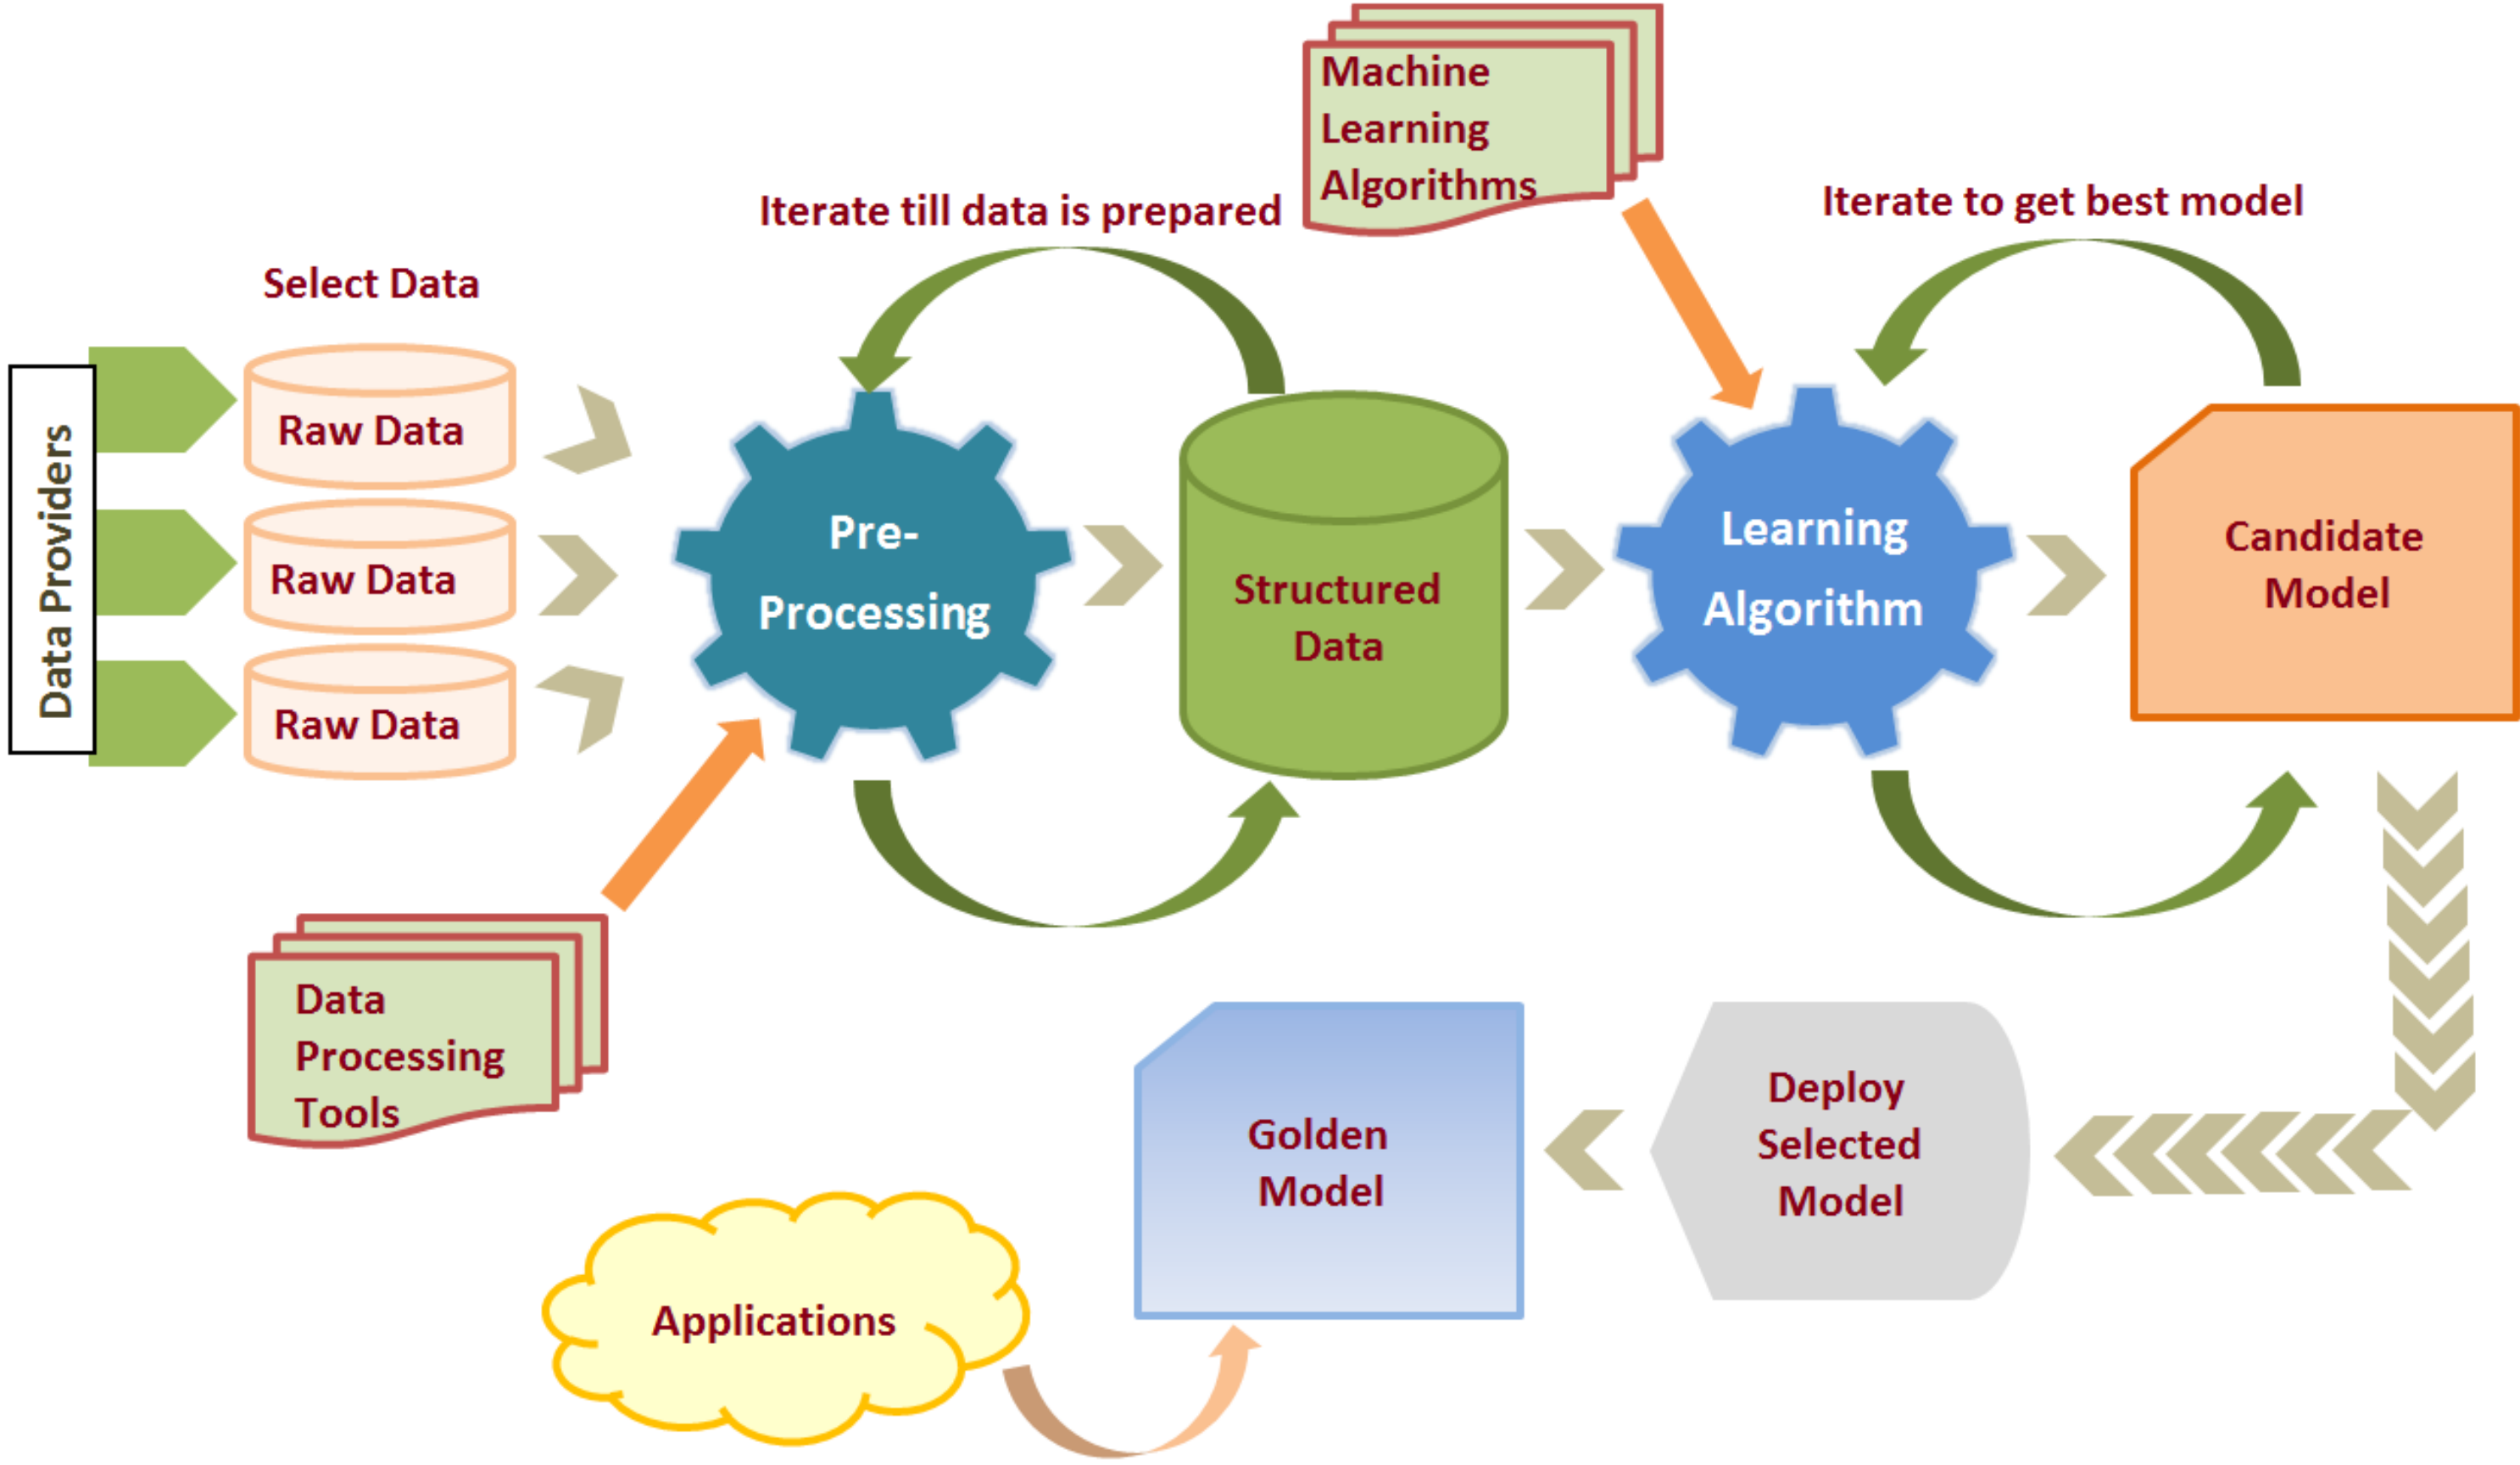 Machine
Learning
Algorithms
Iterate till data is prepared
Iterate to get best model
Select Data
Data Providers
Raw Data
Raw Data
Raw Data
Pre-
Processing
Structured
Data
Learning
Algorithm
Candidate
Model
Data
Processing
Tools
Golden
Model
Deploy
Selected
Model
Applications